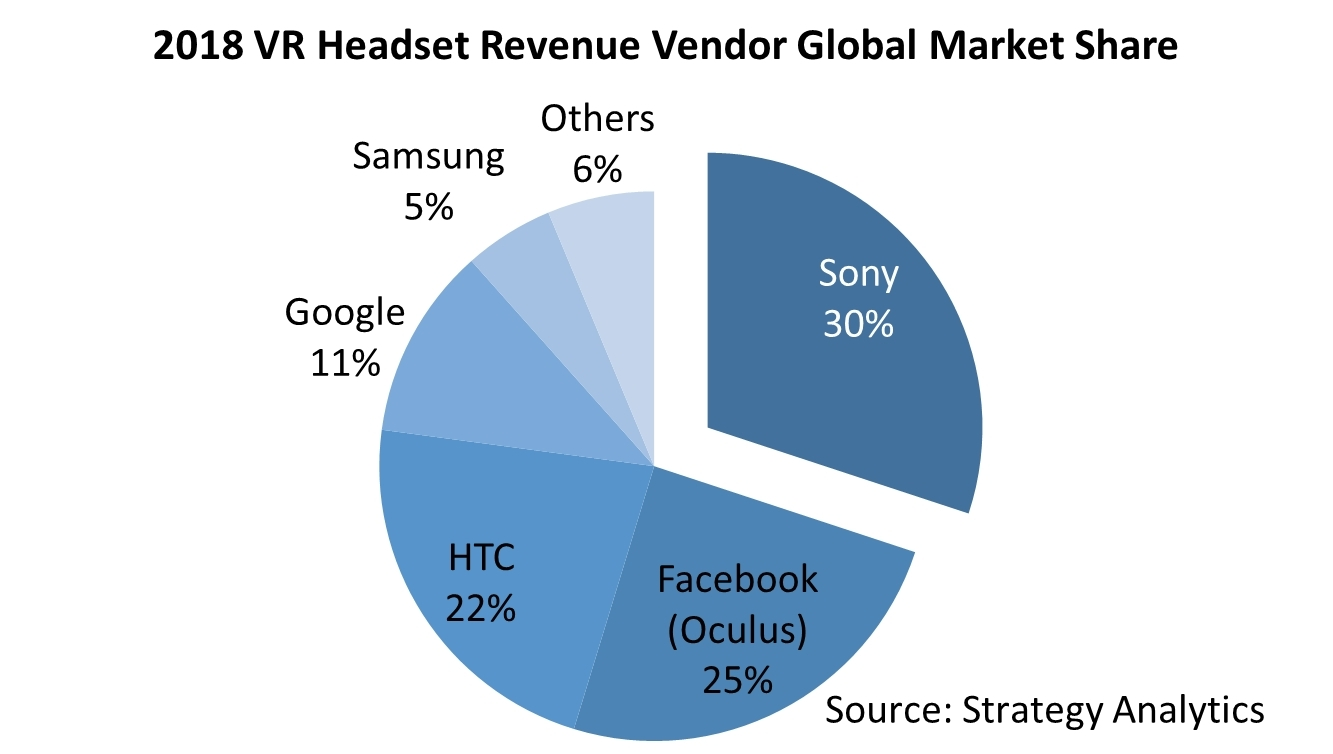 2018 VR Headset Revenue Vendor Global Market Share
Others
6%
Samsung
5%
Sony
30%
Google
11%
HTC
22%
Facebook
(Oculus)
25%
Source: Strategy Analytics